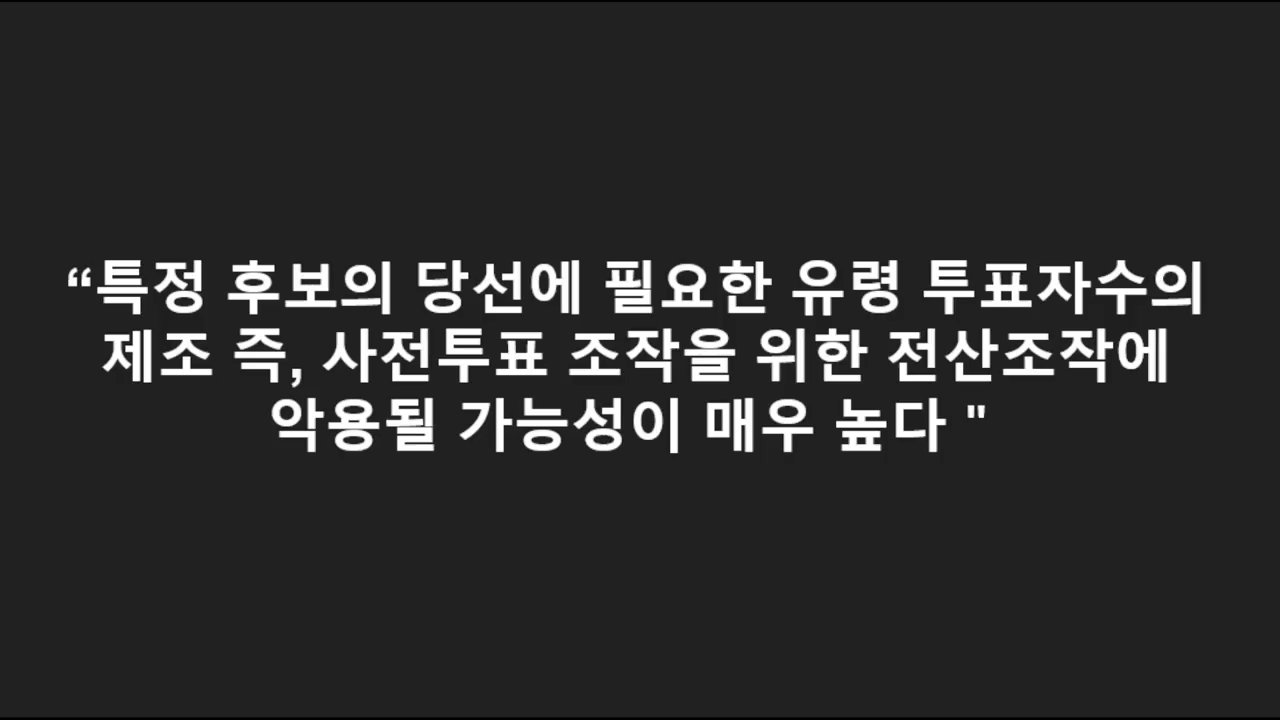 “특정 후보의 당선에 필요한 유령 투표자수의
제조 즉, 사전투표 조작을 위한 전산조작에
악용될 가능성이 매우 높다 "